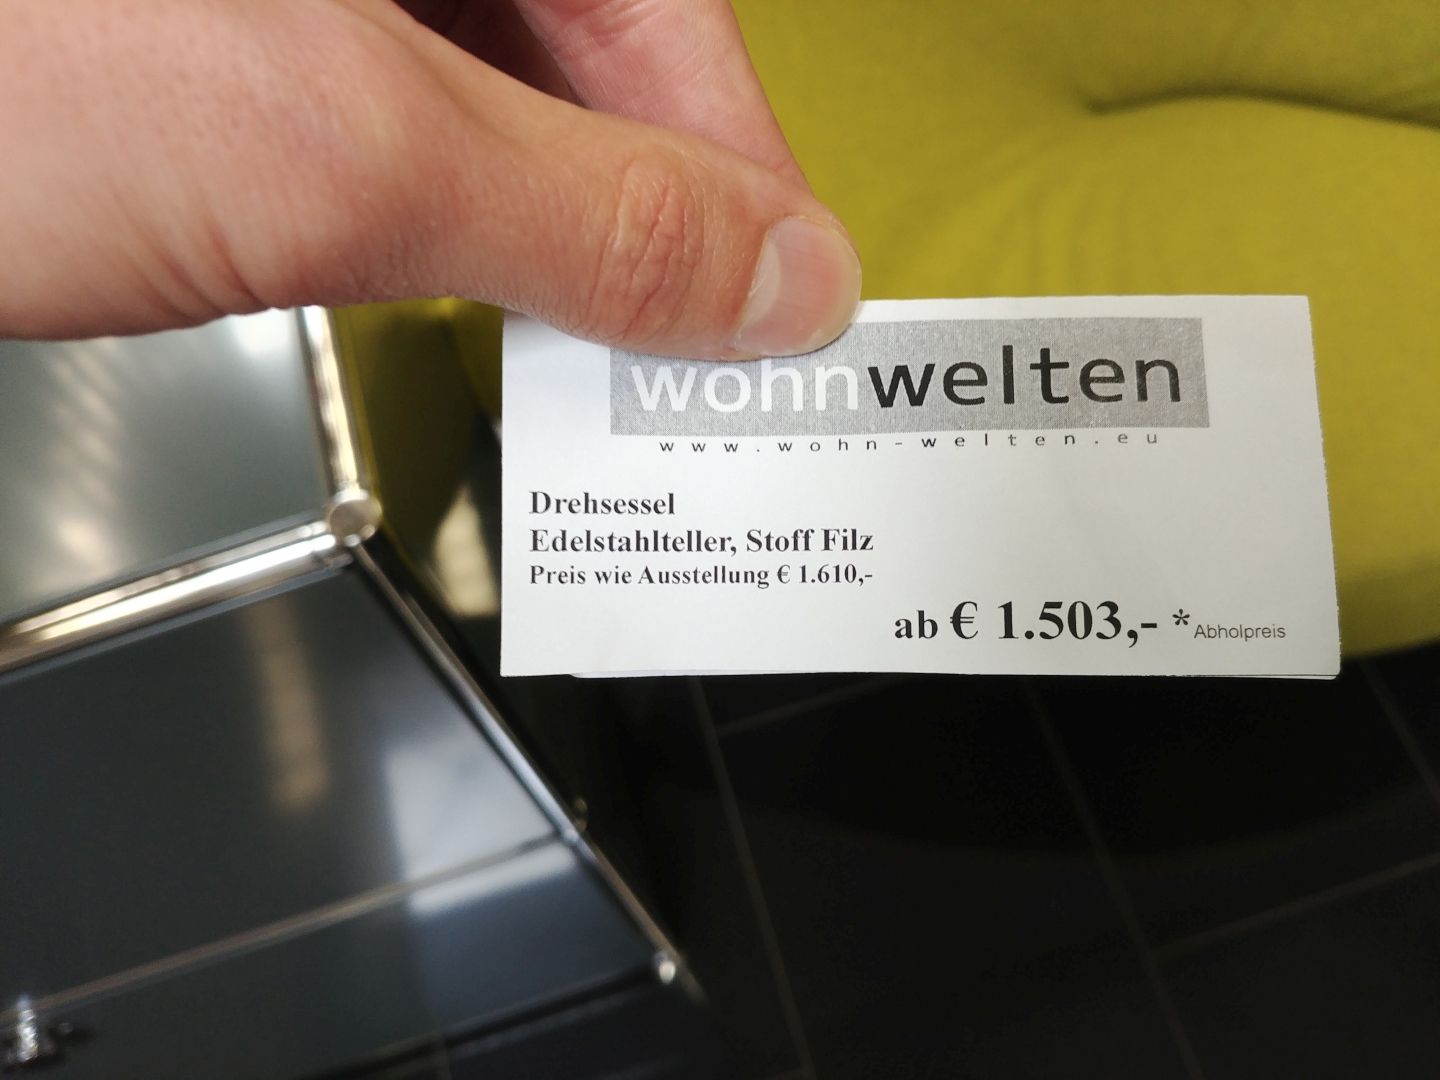 wohnwelten
www.wohn-welten.eu
Drehsessel
Edelstahlteller, Stoff Filz
Preis wie Ausstellung € 1.610,-
ab € 1.503,- *Abholpreis